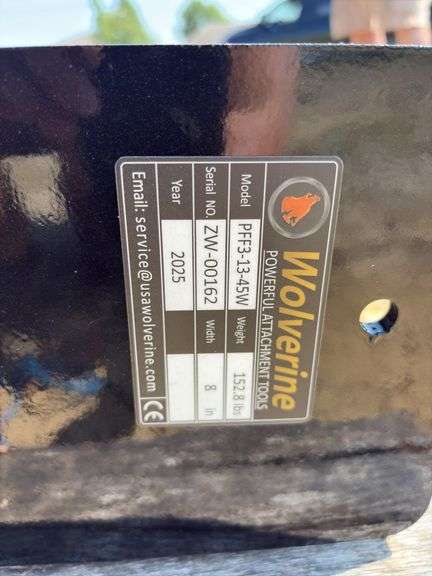 Wolverine
POWERFUL ATTACHMENT TOOLS
Model PFF3-13-45W Weight 152.8 lbs
Serial NO. ZW-00162 Width 8 in
Year 2025
Email: service@usawolverine.com CE